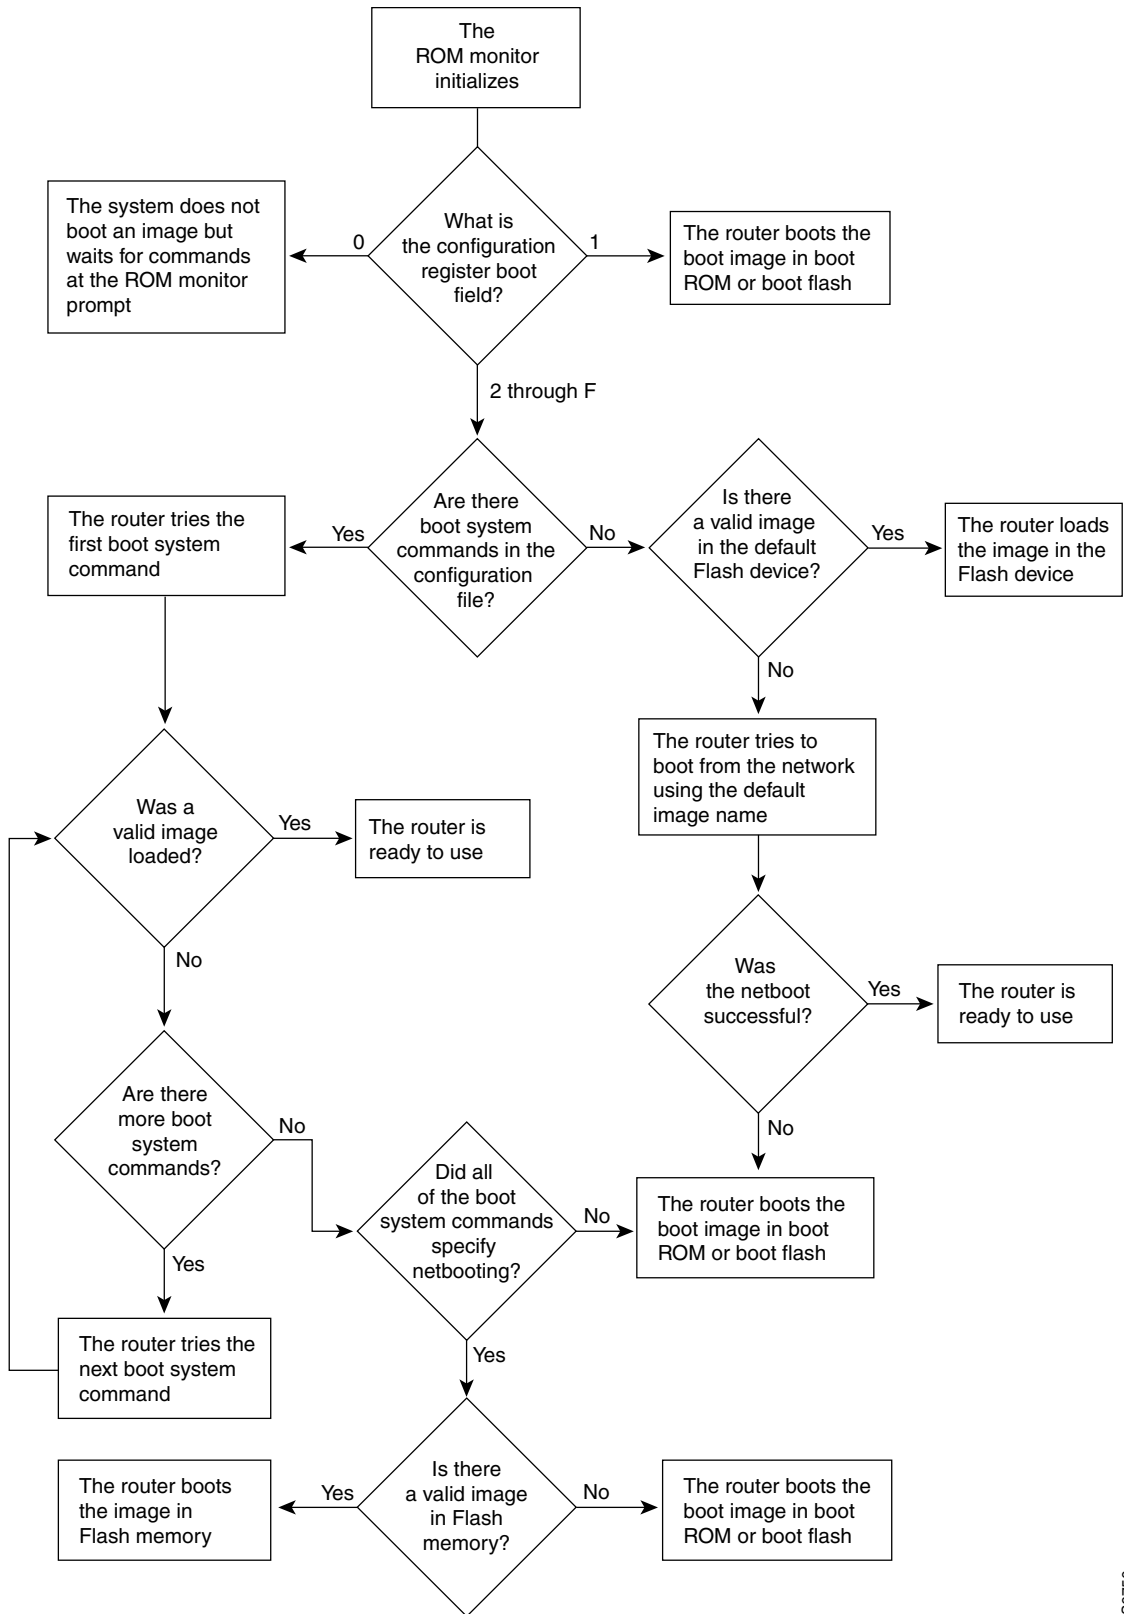 The
ROM monitor
initializes
The system does not
boot an image but
waits for commands
at the ROM monitor
prompt
0
What is
the configuration
register boot
field?
1
The router boots the
boot image in boot
ROM or boot flash
2 through F
The router tries the
first boot system
command
Yes
Are there
boot system
commands in the
configuration
file?
No
Is there
a valid image
in the default
Flash device?
Yes
The router loads
the image in the
Flash device
No
The router tries to
boot from the network
using the default
image name
Was a
valid image
loaded?
Yes
The router is
ready to use
No
Was
the netboot
successful?
Yes
The router is
ready to use
No
Are there
more boot
system
commands?
No
Did all
of the boot
system commands
specify
netbooting?
No
The router boots the
boot image in boot
ROM or boot flash
Yes
The router tries the
next boot system
command
Yes
Is there
a valid image
in Flash
memory?
Yes
The router boots
the image in
Flash memory
No
The router boots the
boot image in boot
ROM or boot flash